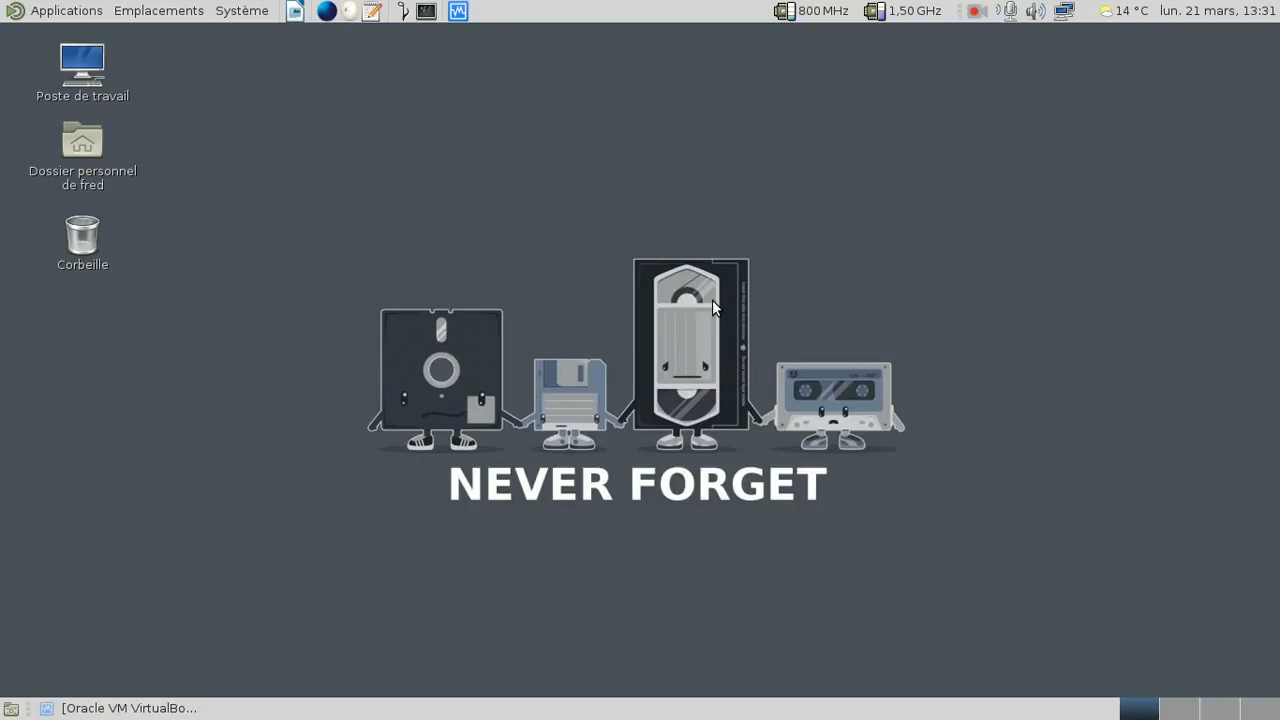 Applications Emplacements Système 800 MHz 1,50 GHz 14 °C lun. 21 mars, 13:31
Poste de travail
Dossier personnel
de fred
Corbeille
NEVER FORGET
[Oracle VM VirtualBo...